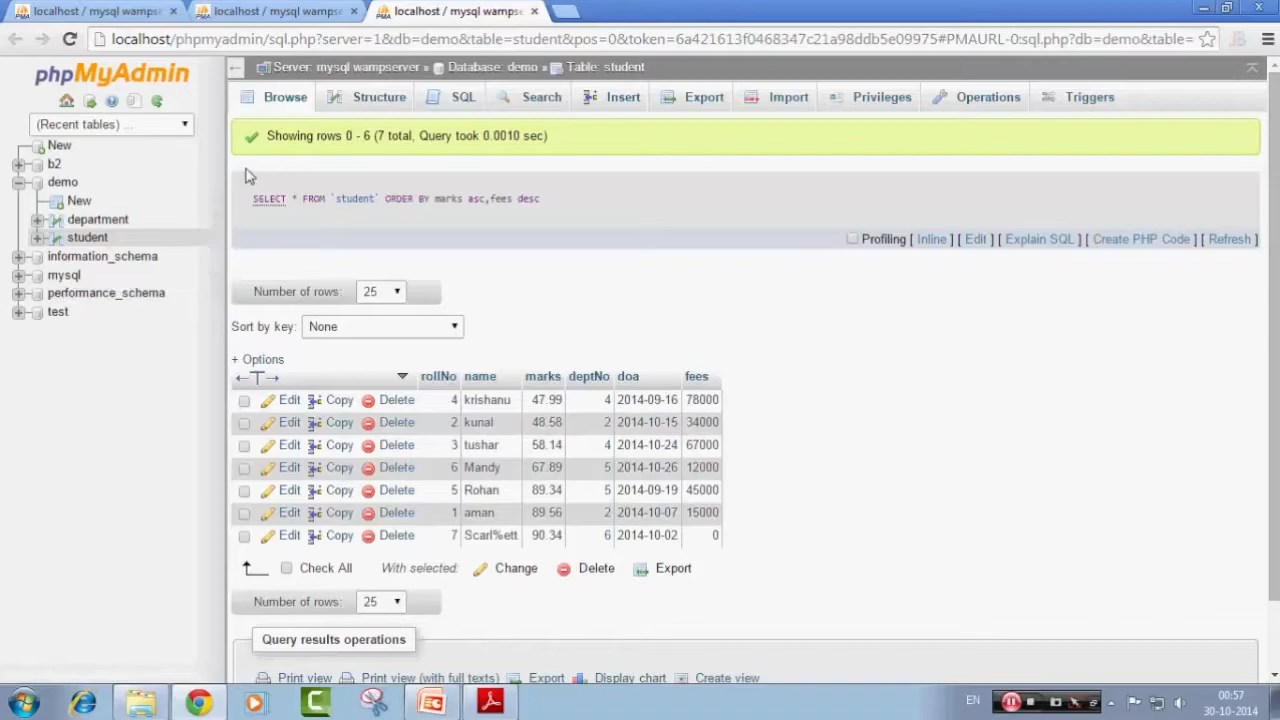 localhost / mysql wampse
localhost / mysql wampse
localhost / mysql wampse
localhost/phpmyadmin/sql.php?server=1&db=demo&table=student&pos=0&token=6a421613f0468347c21a98ddb5e09975#PMAURL-0:sql.php?db=demo&table=
phpMyAdmin
(Recent tables) ...
New
b2
demo
New
department
student
information_schema
mysql
performance_schema
test
Server: mysql wampserver » Database: demo » Table: student
Browse Structure SQL Search Insert Export Import Privileges Operations Triggers
Showing rows 0 - 6 (7 total, Query took 0.0010 sec)
SELECT * FROM `student` ORDER BY marks asc,fees desc
Profiling [ Inline ] [ Edit ] [ Explain SQL ] [ Create PHP Code ] [ Refresh ]
Number of rows: 25
Sort by key: None
+ Options
←T→ rollNo name marks deptNo doa fees
Edit Copy Delete 4 krishanu 47.99 4 2014-09-16 78000
Edit Copy Delete 2 kunal 48.58 2 2014-10-15 34000
Edit Copy Delete 3 tushar 58.14 4 2014-10-24 67000
Edit Copy Delete 6 Mandy 67.89 5 2014-10-26 12000
Edit Copy Delete 5 Rohan 89.34 5 2014-09-19 45000
Edit Copy Delete 1 aman 89.56 2 2014-10-07 15000
Edit Copy Delete 7 Scarl%ett 90.34 6 2014-10-02 0
Check All With selected: Change Delete Export
Number of rows: 25
Query results operations
Print view Print view (with full texts) Export Display chart Create view
EN
00:57
30-10-2014